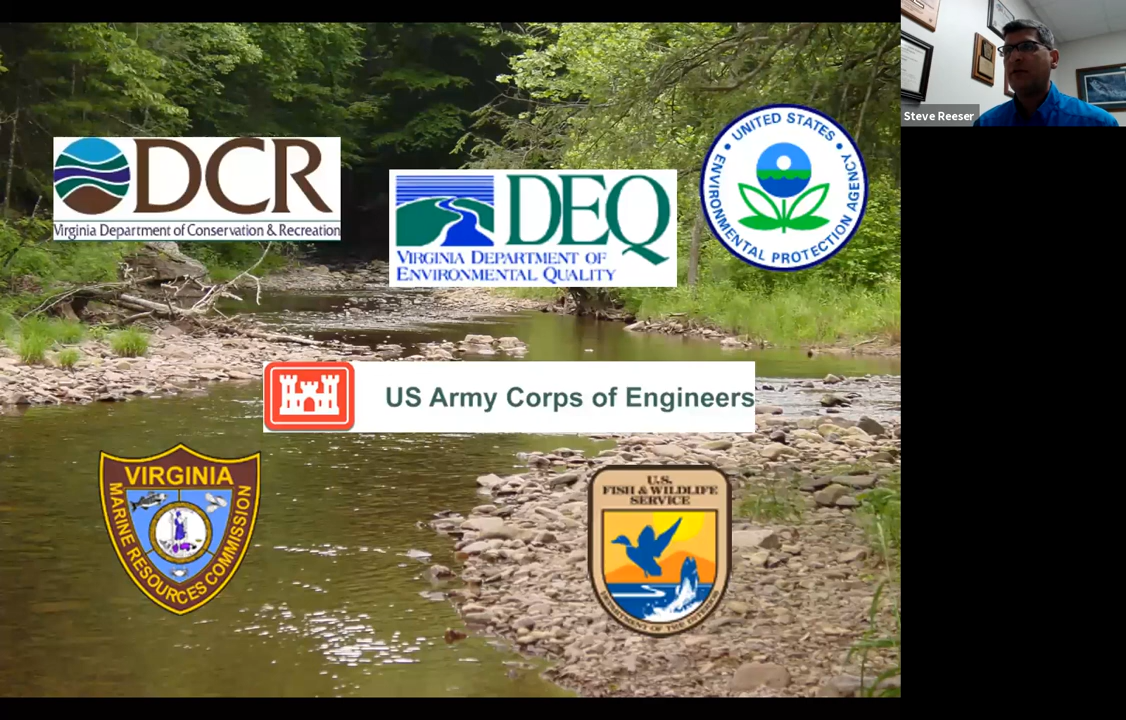 Steve Reeser
DCR
Virginia Department of Conservation & Recreation
DEQ
VIRGINIA DEPARTMENT OF
ENVIRONMENTAL QUALITY
UNITED STATES
ENVIRONMENTAL PROTECTION AGENCY
US Army Corps of Engineers
VIRGINIA
MARINE RESOURCES COMMISSION
U.S.
FISH & WILDLIFE
SERVICE
DEPARTMENT OF THE INTERIOR